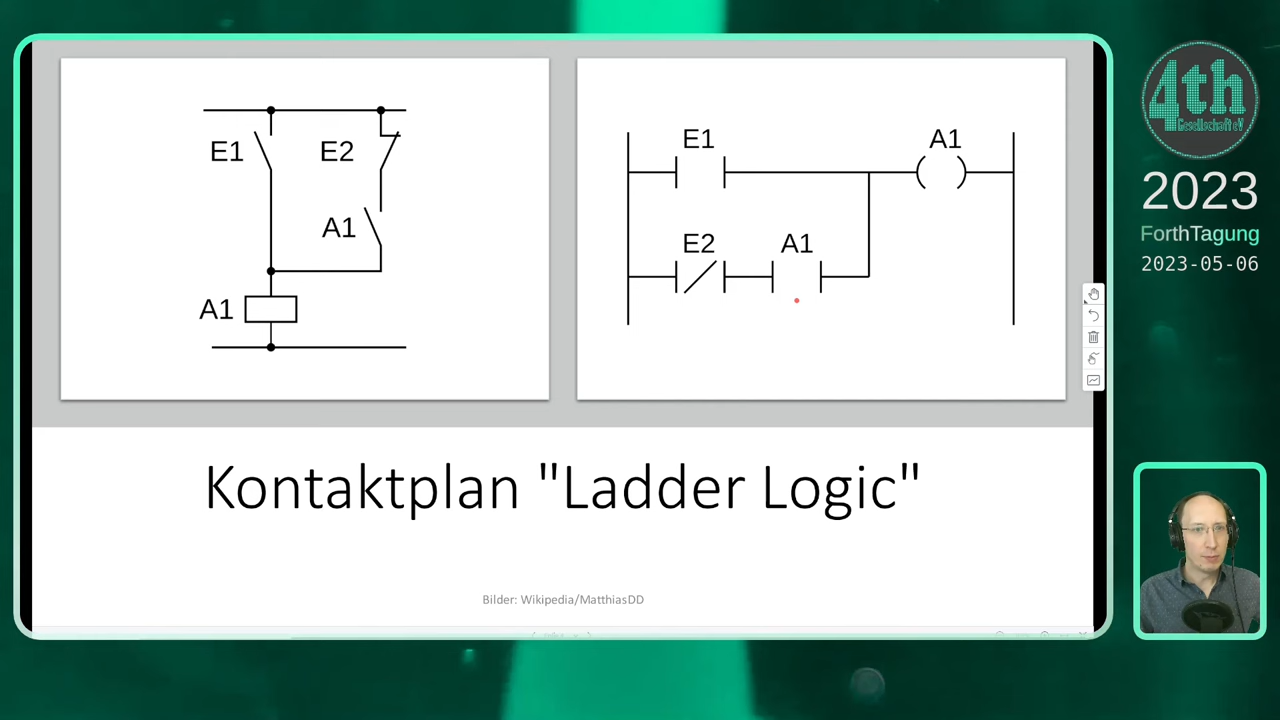 E1
E2
A1
A1
E1
A1
E2
A1
Kontaktplan "Ladder Logic"
Bilder: Wikipedia/MatthiasDD
4th
Gesellschaft eV
2023
ForthTagung
2023-05-06